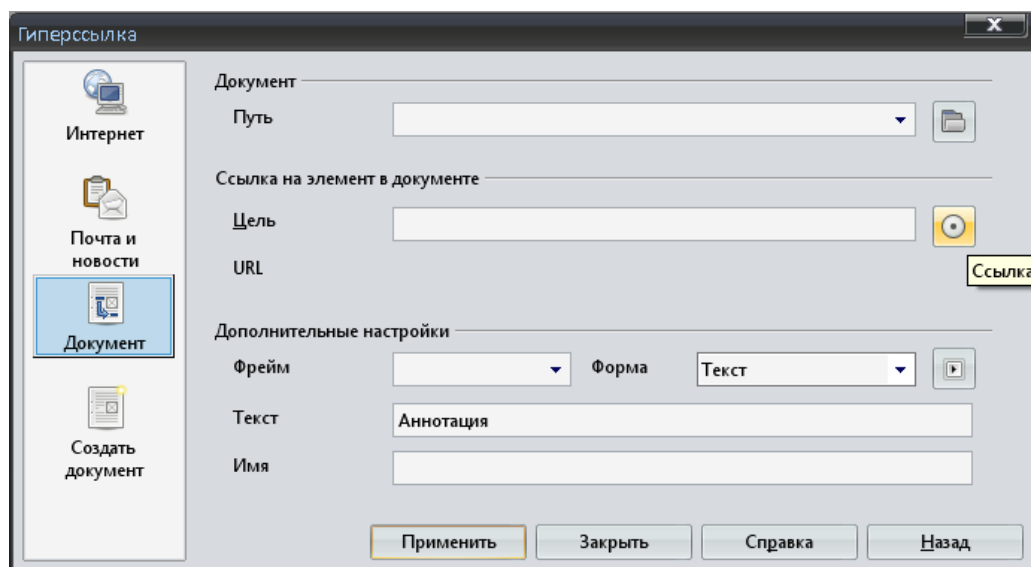 Гиперссылка
Интернет
Почта и
новости
Документ
Создать
документ
Документ
Путь
Ссылка на элемент в документе
Цель
URL
Ссылка
Дополнительные настройки
Фрейм
Форма
Текст
Текст
Аннотация
Имя
Применить
Закрыть
Справка
Назад